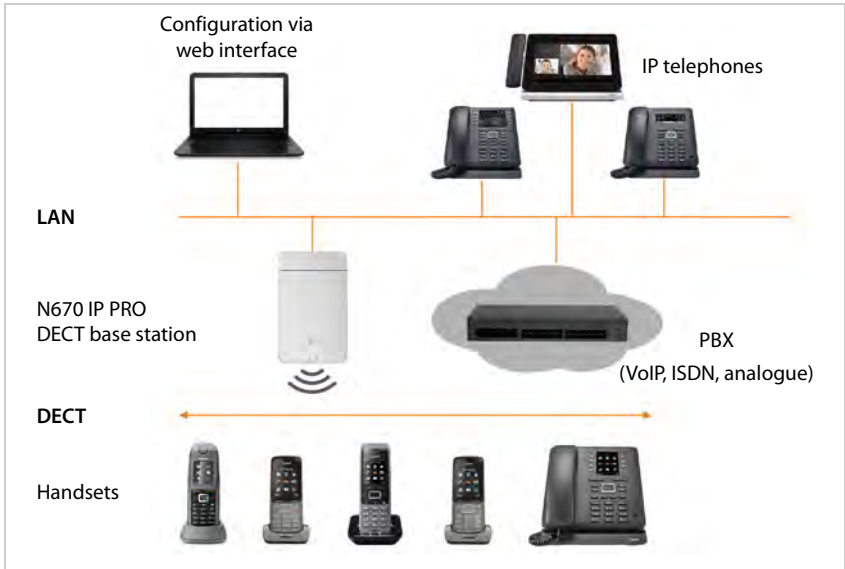 Configuration via
web interface
IP telephones
LAN
N670 IP PRO
DECT base station
PBX
(VoIP, ISDN, analogue)
DECT
Handsets